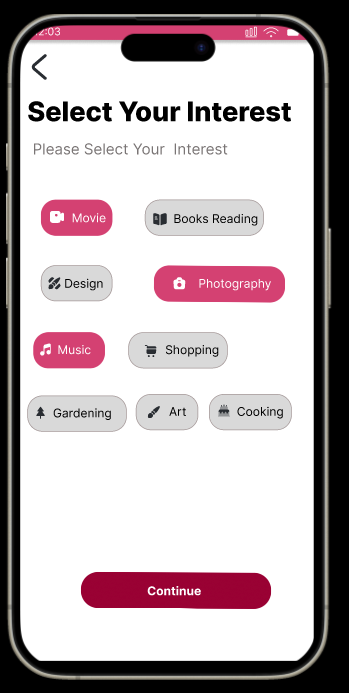 12:03
Select Your Interest
Please Select Your Interest
Movie
Books Reading
Design
Photography
Music
Shopping
Gardening
Art
Cooking
Continue